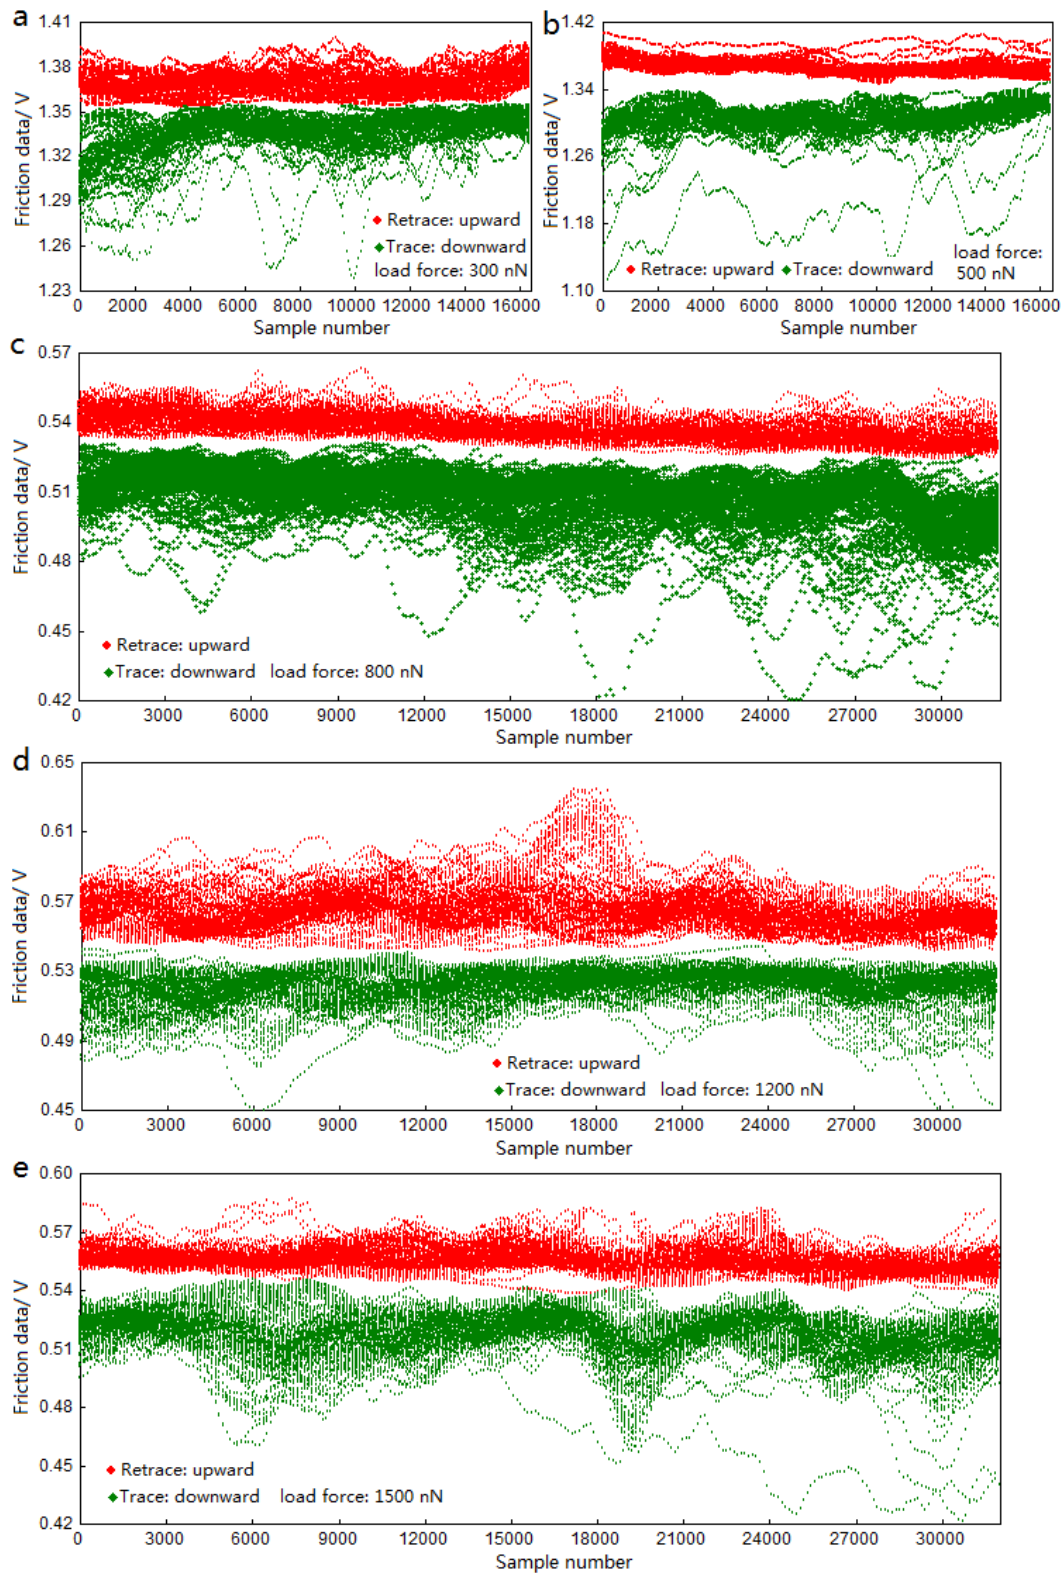 a
1.41
1.38
1.35
1.32
1.29
1.26
1.23
Friction data/ V
Retrace: upward
Trace: downward
load force: 300 nN
0 2000 4000 6000 8000 10000 12000 14000 16000
Sample number
b
1.42
1.34
1.26
1.18
1.10
Friction data/ V
Retrace: upward Trace: downward load force: 500 nN
0 2000 4000 6000 8000 10000 12000 14000 16000
Sample number
c
0.57
0.54
0.51
0.48
0.45
0.42
Friction data/ V
Retrace: upward
Trace: downward load force: 800 nN
0 3000 6000 9000 12000 15000 18000 21000 24000 27000 30000
Sample number
d
0.65
0.61
0.57
0.53
0.49
0.45
Friction data/ V
Retrace: upward
Trace: downward load force: 1200 nN
0 3000 6000 9000 12000 15000 18000 21000 24000 27000 30000
Sample number
e
0.60
0.57
0.54
0.51
0.48
0.45
0.42
Friction data/ V
Retrace: upward
Trace: downward load force: 1500 nN
0 3000 6000 9000 12000 15000 18000 21000 24000 27000 30000
Sample number